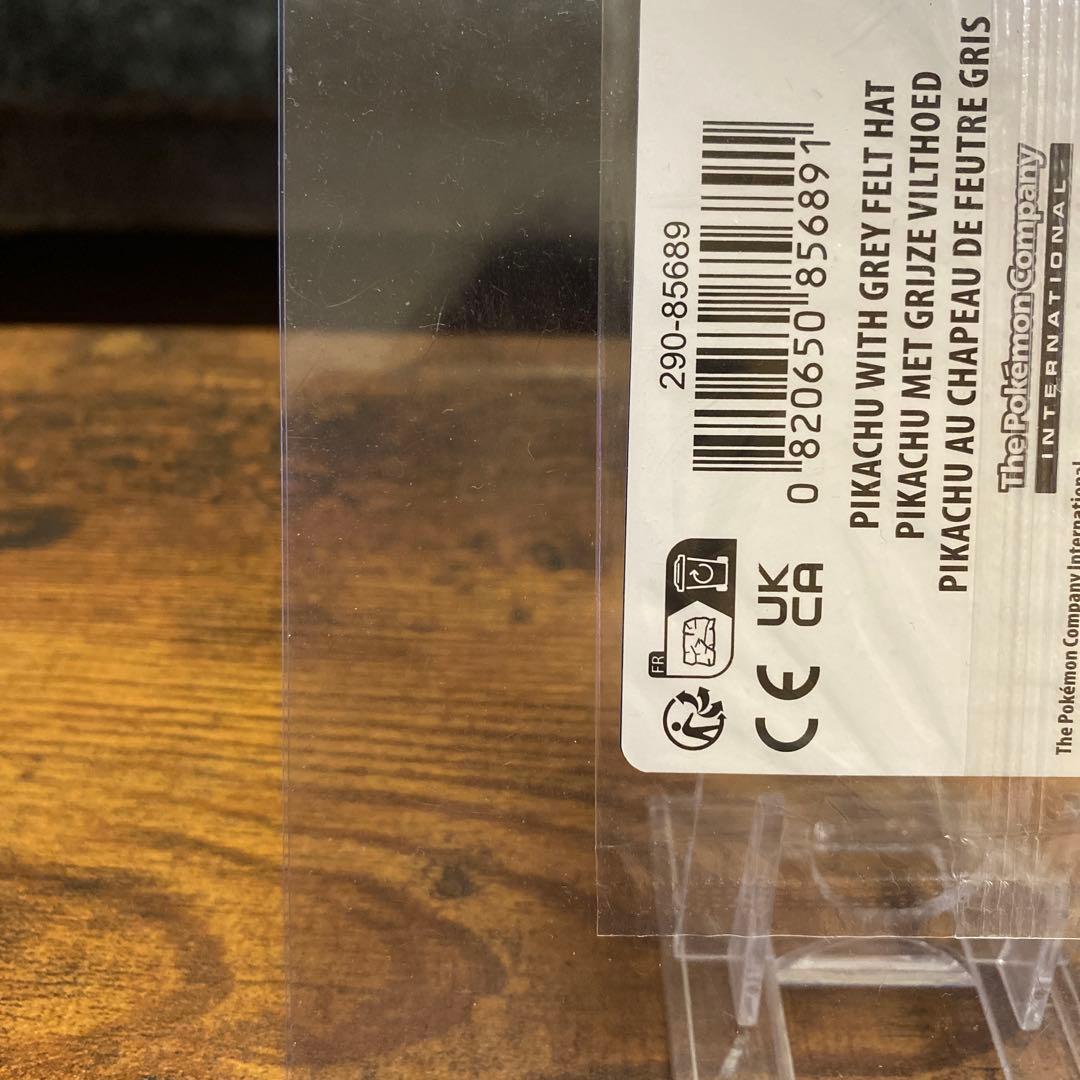 290-85689
0 820650 856891
PIKACHU WITH GREY FELT HAT
PIKACHU MET GRIJZE VILTHOED
PIKACHU AU CHAPEAU DE FEUTRE GRIS
The Pokémon Company
INTERNATIONAL
FR
CE
UK
CA
The Pokémon Company International